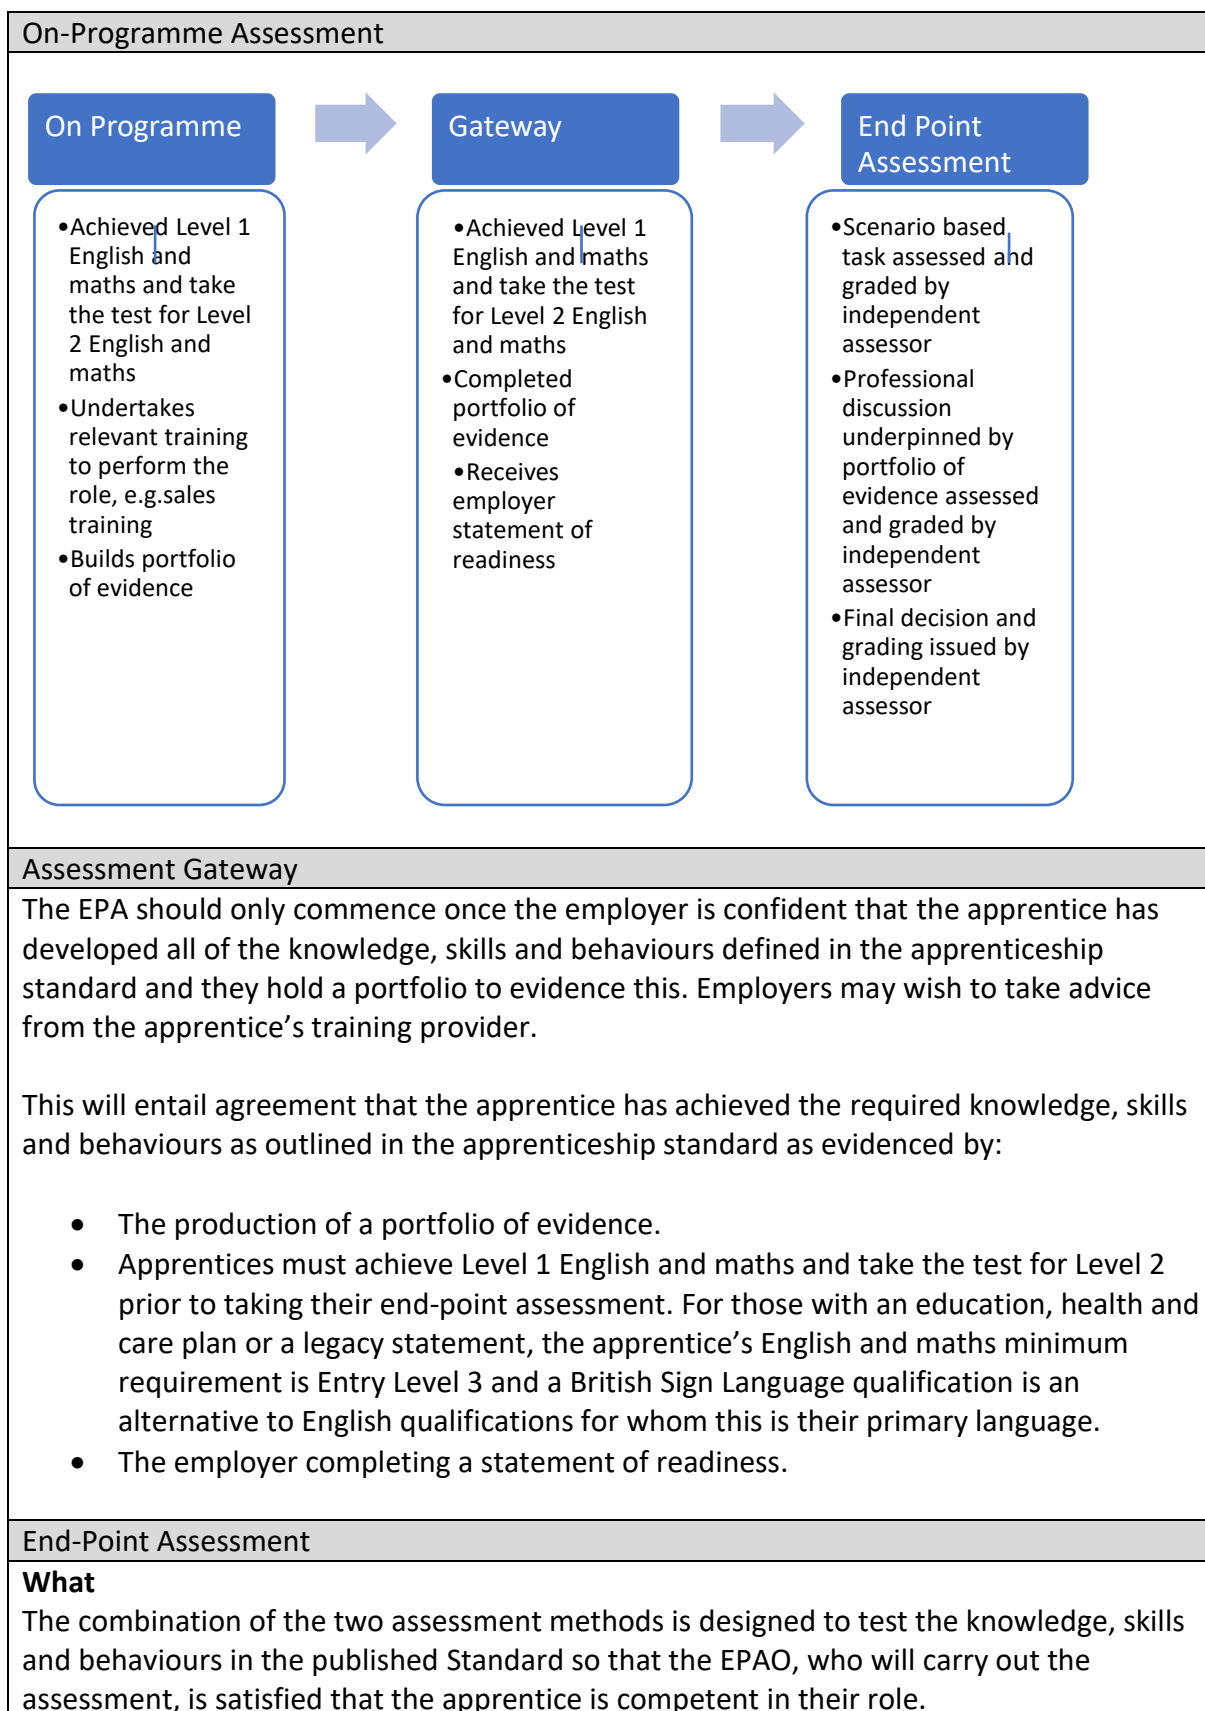 On-Programme Assessment
On Programme
Gateway
End Point
Assessment
•Achieved Level 1
English and
maths and take
the test for Level
2 English and
maths
•Undertakes
relevant training
to perform the
role, e.g.sales
training
•Builds portfolio
of evidence
•Achieved Level 1
English and maths
and take the test
for Level 2 English
and maths
•Completed
portfolio of
evidence
•Receives
employer
statement of
readiness
•Scenario based
task assessed and
graded by
independent
assessor
•Professional
discussion
underpinned by
portfolio of
evidence assessed
and graded by
independent
assessor
•Final decision and
grading issued by
independent
assessor
Assessment Gateway
The EPA should only commence once the employer is confident that the apprentice has
developed all of the knowledge, skills and behaviours defined in the apprenticeship
standard and they hold a portfolio to evidence this. Employers may wish to take advice
from the apprentice’s training provider.
This will entail agreement that the apprentice has achieved the required knowledge, skills
and behaviours as outlined in the apprenticeship standard as evidenced by:
• The production of a portfolio of evidence.
• Apprentices must achieve Level 1 English and maths and take the test for Level 2
prior to taking their end-point assessment. For those with an education, health and
care plan or a legacy statement, the apprentice’s English and maths minimum
requirement is Entry Level 3 and a British Sign Language qualification is an
alternative to English qualifications for whom this is their primary language.
• The employer completing a statement of readiness.
End-Point Assessment
What
The combination of the two assessment methods is designed to test the knowledge, skills
and behaviours in the published Standard so that the EPAO, who will carry out the
assessment, is satisfied that the apprentice is competent in their role.